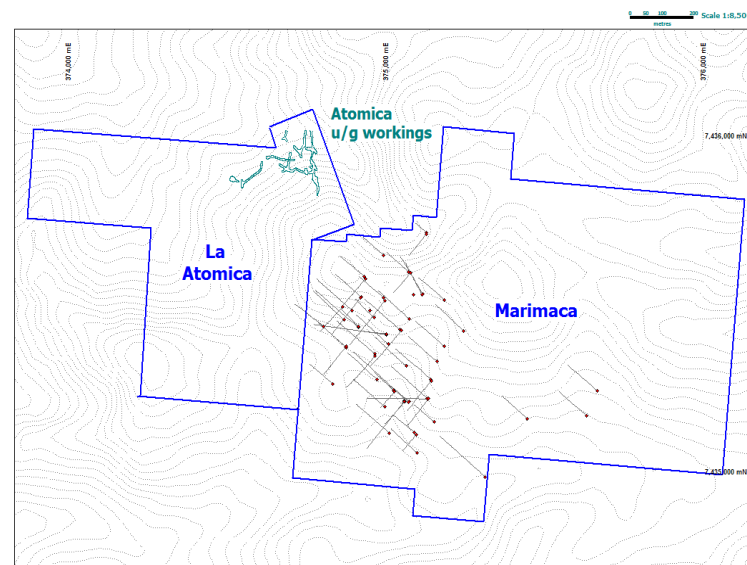 0 50 100 200 Scale 1:8,50
metres
374,000 mE
375,000 mE
376,000 mE
Atomica
u/g workings
7,436,000 mN
La
Atomica
Marimaca
7,435,000 mN